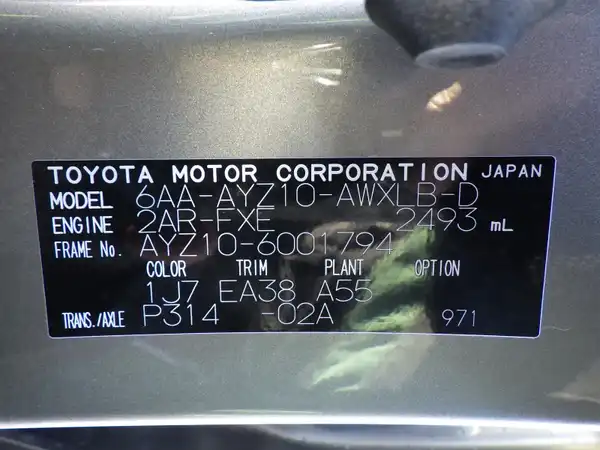 TOYOTA MOTOR CORPORATION JAPAN
MODEL 6AA-AYZ10-AWXLB-D
ENGINE 2AR-FXE 2493 mL
FRAME No. AYZ10-6001794
COLOR TRIM PLANT OPTION
1J7 EA38 A55
TRANS./AXLE P314 -02A 971